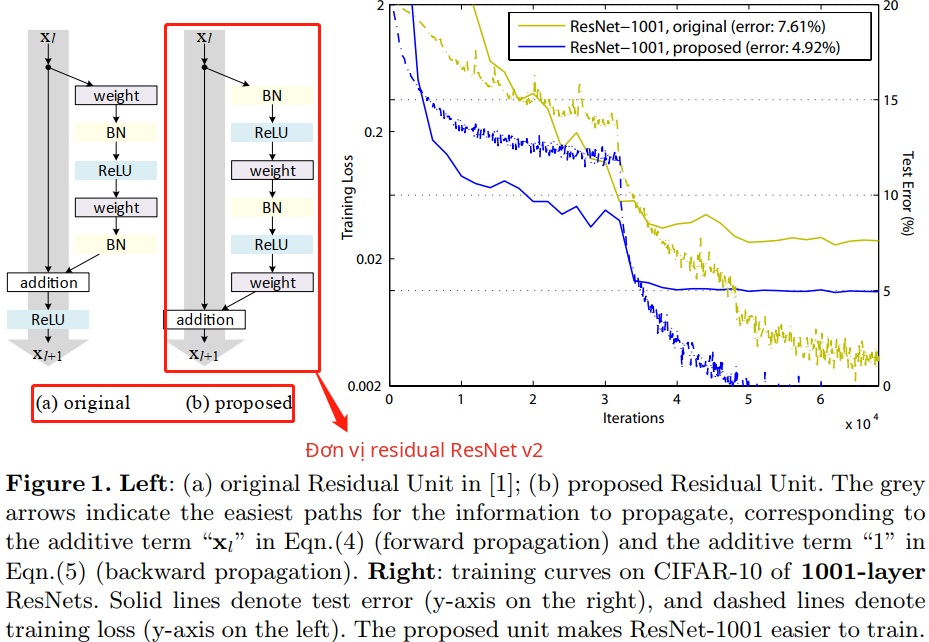 xl
weight
BN
ReLU
weight
BN
addition
ReLU
xl+1
(a) original
xl
BN
ReLU
weight
BN
ReLU
weight
addition
xl+1
(b) proposed
Đơn vị residual ResNet v2
ResNet−1001, original (error: 7.61%)
ResNet−1001, proposed (error: 4.92%)
Training Loss
2
0.2
0.02
0.002
Test Error (%)
20
15
10
5
0
0 1 2 3 4 5 6
Iterations
x 10^4
Figure 1. Left: (a) original Residual Unit in [1]; (b) proposed Residual Unit. The grey
arrows indicate the easiest paths for the information to propagate, corresponding to
the additive term “xl” in Eqn.(4) (forward propagation) and the additive term “1” in
Eqn.(5) (backward propagation). Right: training curves on CIFAR-10 of 1001-layer
ResNets. Solid lines denote test error (y-axis on the right), and dashed lines denote
training loss (y-axis on the left). The proposed unit makes ResNet-1001 easier to train.